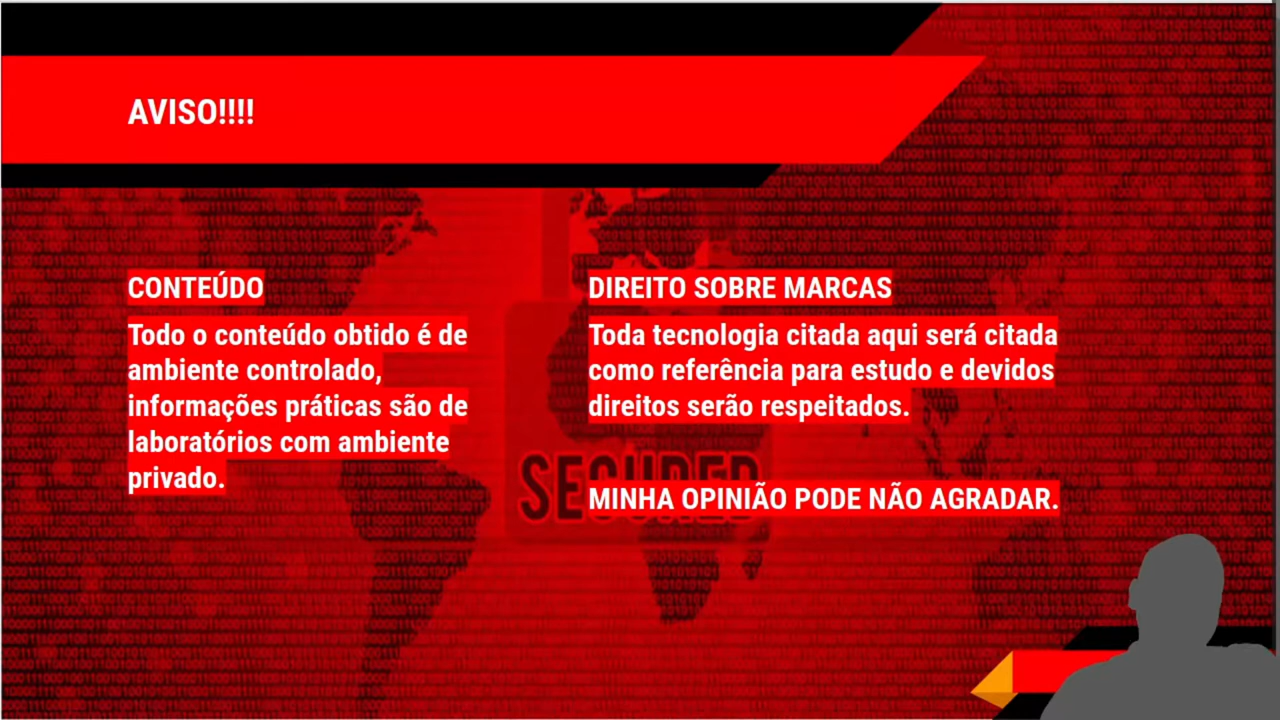 AVISO!!!!
CONTEÚDO
Todo o conteúdo obtido é de
ambiente controlado,
informações práticas são de
laboratórios com ambiente
privado.
DIREITO SOBRE MARCAS
Toda tecnologia citada aqui será citada
como referência para estudo e devidos
direitos serão respeitados.
SECURED
MINHA OPINIÃO PODE NÃO AGRADAR.